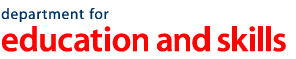 department for
education and skills